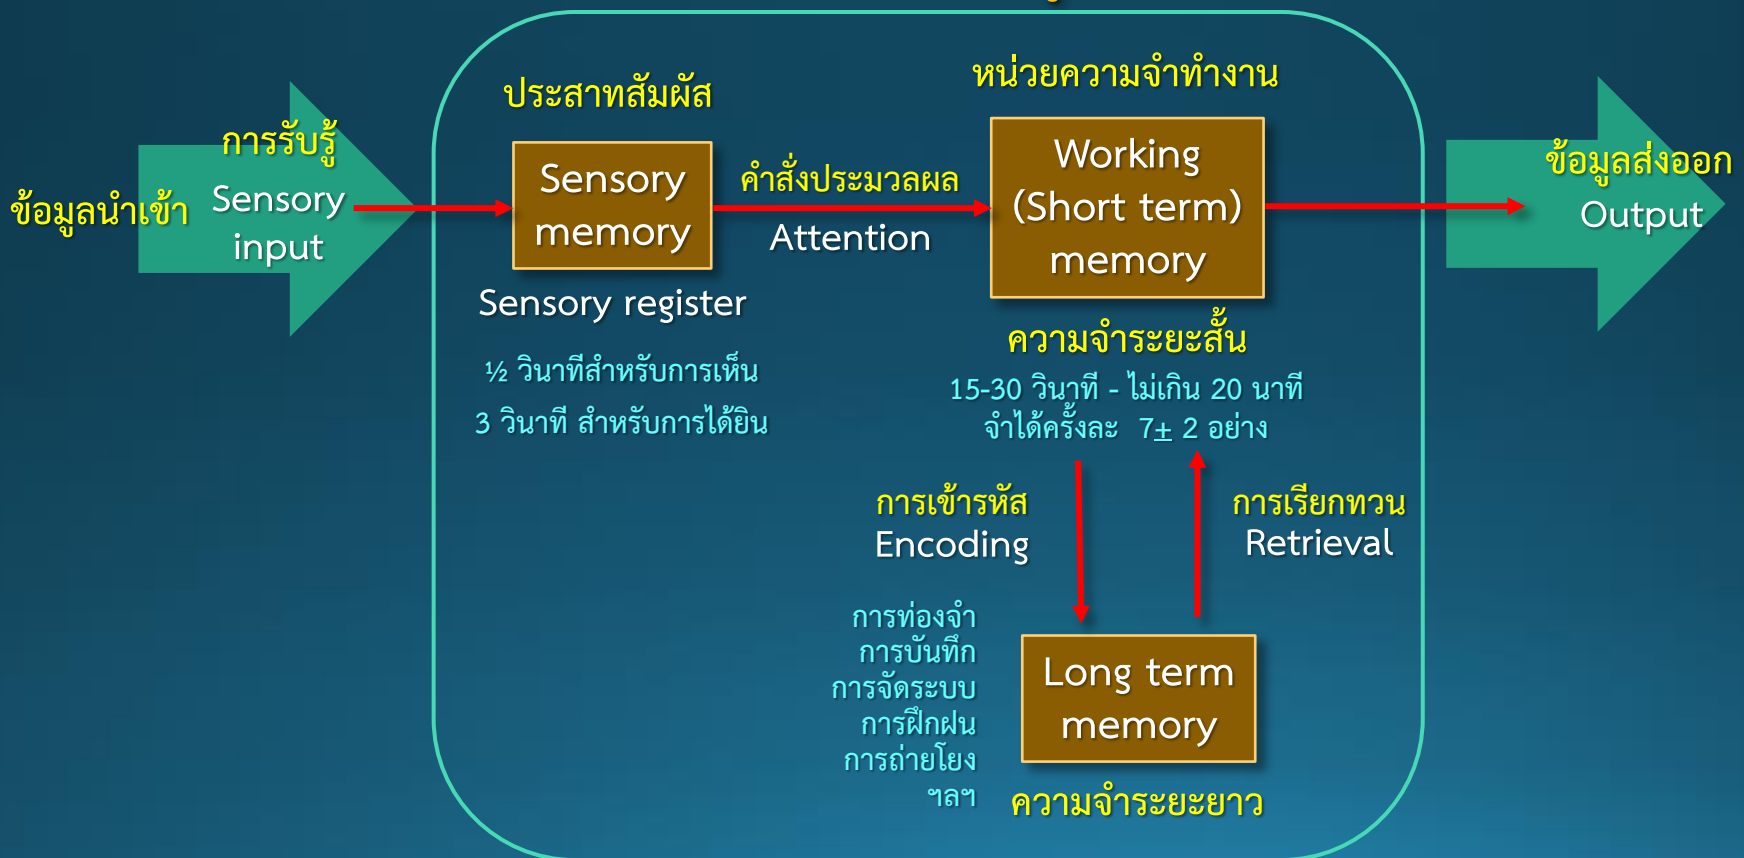 ข้อมูลนำเข้า
การรับรู้
Sensory
input
ประสาทสัมผัส
Sensory
memory
Sensory register
½ วินาทีสำหรับการเห็น
3 วินาที สำหรับการได้ยิน
คำสั่งประมวลผล
Attention
หน่วยความจำทำงาน
Working
(Short term)
memory
ความจำระยะสั้น
15-30 วินาที - ไม่เกิน 20 นาที
จำได้ครั้งละ 7± 2 อย่าง
ข้อมูลส่งออก
Output
การเข้ารหัส
Encoding
การเรียกทวน
Retrieval
การท่องจำ
การบันทึก
การจัดระบบ
การฝึกฝน
การถ่ายโยง
ฯลฯ
Long term
memory
ความจำระยะยาว